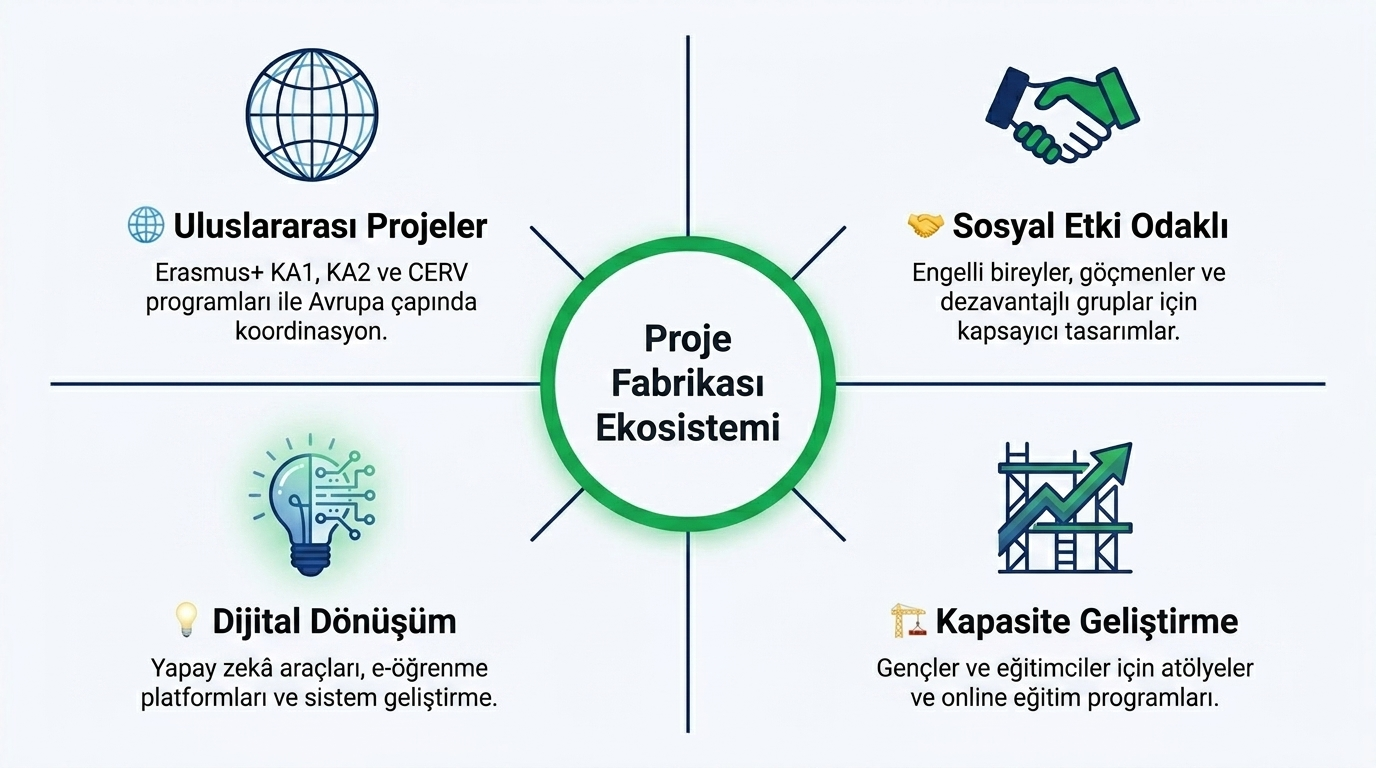 Uluslararası Projeler
Erasmus+ KA1, KA2 ve CERV
programları ile Avrupa çapında
koordinasyon.
Sosyal Etki Odaklı
Engelli bireyler, göçmenler ve
dezavantajlı gruplar için
kapsayıcı tasarımlar.
Proje
Fabrikası
Ekosistemi
Dijital Dönüşüm
Yapay zekâ araçları, e-öğrenme
platformları ve sistem geliştirme.
Kapasite Geliştirme
Gençler ve eğitimciler için atölyeler
ve online eğitim programları.